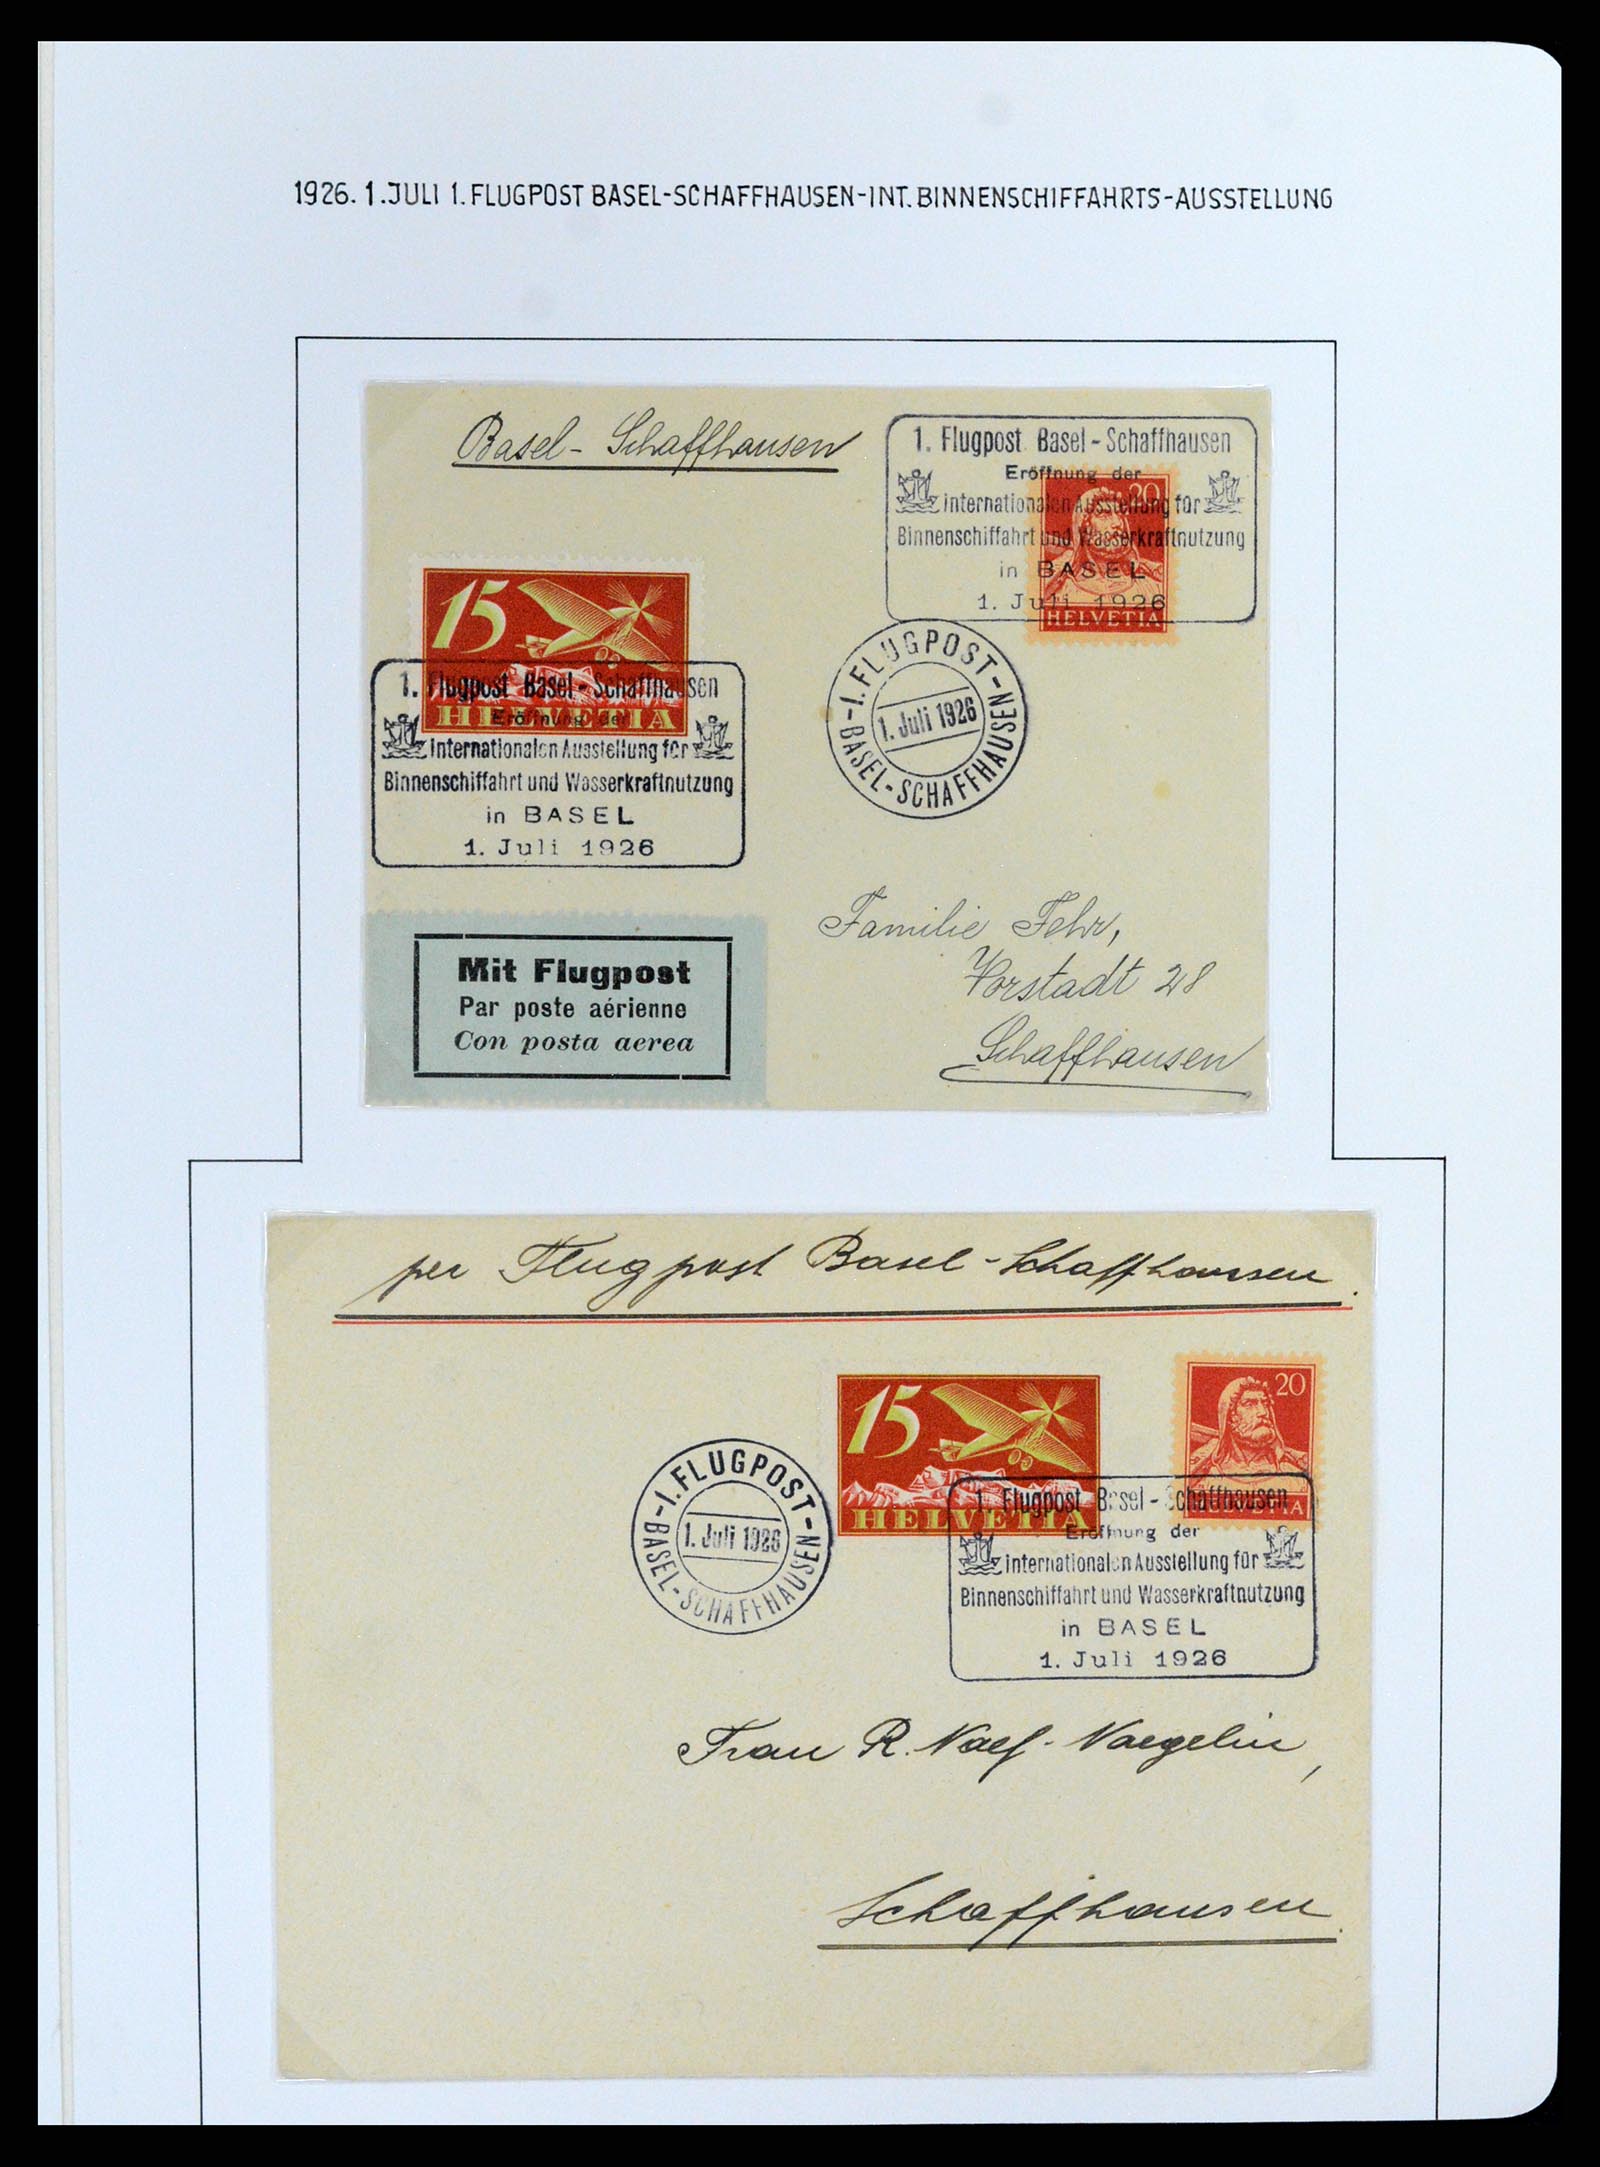 1926. 1. JULI 1. FLUGPOST BASEL-SCHAFFHAUSEN-INT. BINNENSCHIFFAHRTS-AUSSTELLUNG
Basel - Schaffhausen
1. Flugpost Basel - Schaffhausen
Eröffnung der
internationalen Ausstellung für
Binnenschiffahrt und Wasserkraftnutzung
in BASEL
1. Juli 1926
20
HELVETIA
15
HELVETIA
1. Flugpost Basel - Schaffhausen
Eröffnung der
internationalen Ausstellung für
Binnenschiffahrt und Wasserkraftnutzung
in BASEL
1. Juli 1926
-I. FLUGPOST-
1. Juli 1926
BASEL-SCHAFFHAUSEN
Familie Fehr,
Vorstadt 28
Schaffhausen
Mit Flugpost
Par poste aérienne
Con posta aerea
per Flugpost Basel - Schaffhausen.
15
HELVETIA
20
HELVETIA
-I. FLUGPOST-
1. Juli 1926
BASEL-SCHAFFHAUSEN
1. Flugpost Basel - Schaffhausen
Eröffnung der
internationalen Ausstellung für
Binnenschiffahrt und Wasserkraftnutzung
in BASEL
1. Juli 1926
Frau R. Naef - Naegelin,
Schaffhausen.